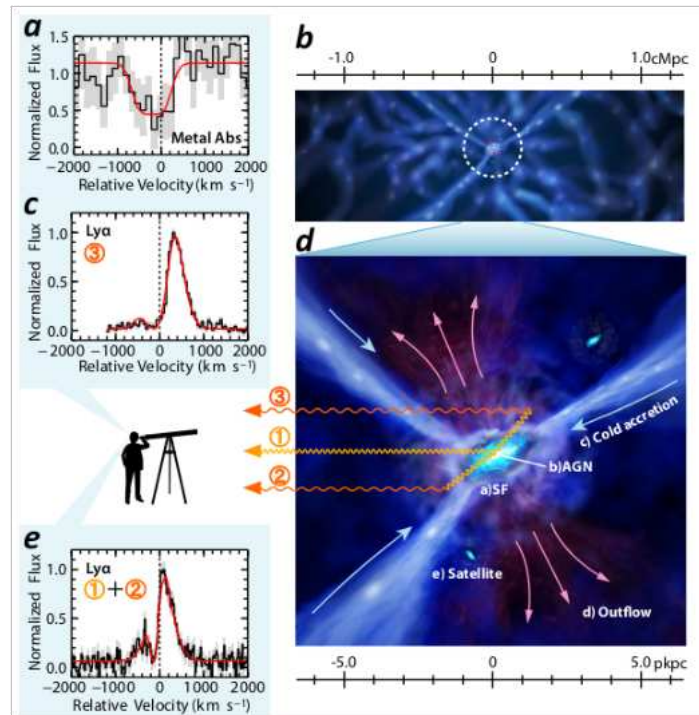 a
1.5
1.0
0.5
0.0
Normalized Flux
Metal Abs
−2000 −1000 0 1000 2000
Relative Velocity (km s⁻¹)
b
-1.0 0 1.0 cMpc
c
Lyα
③
1.0
0.5
0.0
Normalized Flux
-2000 -1000 0 1000 2000
Relative Velocity (km s⁻¹)
d
③
①
②
c) Cold accretion
b)AGN
a)SF
e) Satellite
d) Outflow
-5.0 0 5.0 pkpc
e
Lyα
①+②
1.0
0.5
0.0
Normalized Flux
-2000 -1000 0 1000 2000
Relative Velocity (km s⁻¹)